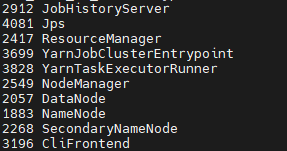 2912 JobHistoryServer
4081 Jps
2417 ResourceManager
3699 YarnJobClusterEntrypoint
3828 YarnTaskExecutorRunner
2549 NodeManager
2057 DataNode
1883 NameNode
2268 SecondaryNameNode
3196 CliFrontend